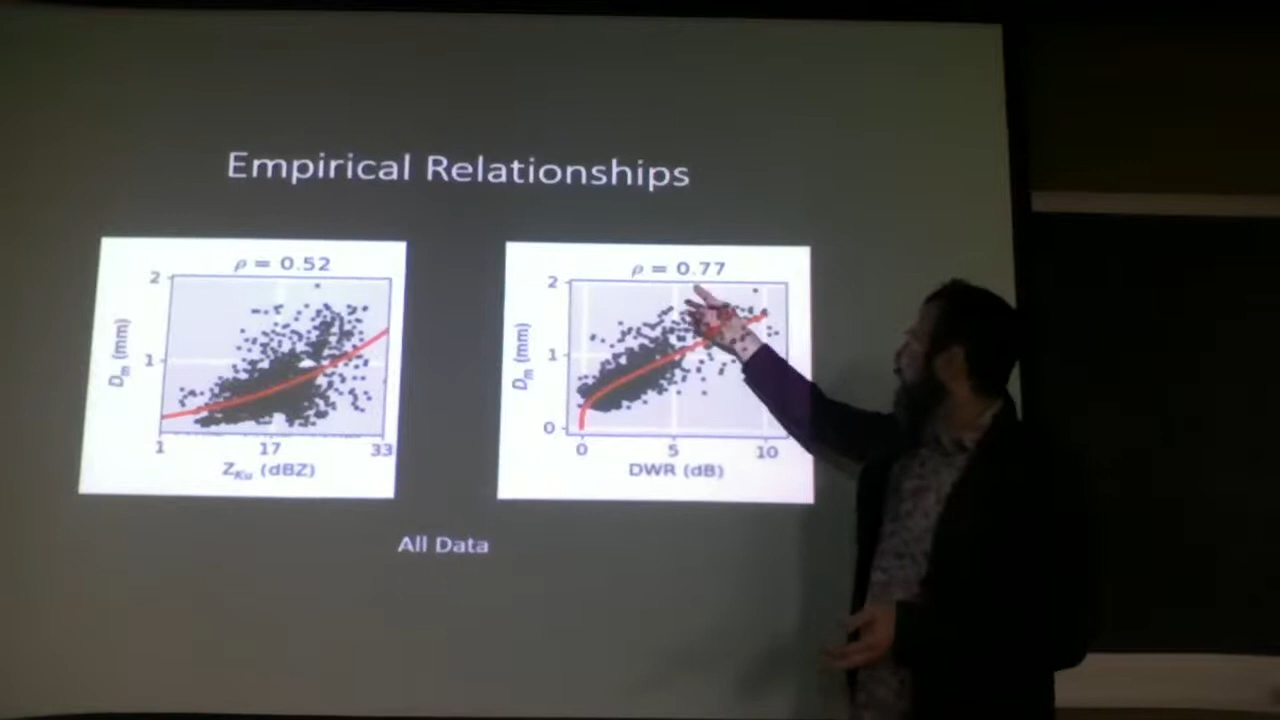 Empirical Relationships
ρ = 0.52
2
1
Dm (mm)
1 17 33
ZKu (dBZ)
ρ = 0.77
2
1
0
Dm (mm)
0 5 10
DWR (dB)
All Data